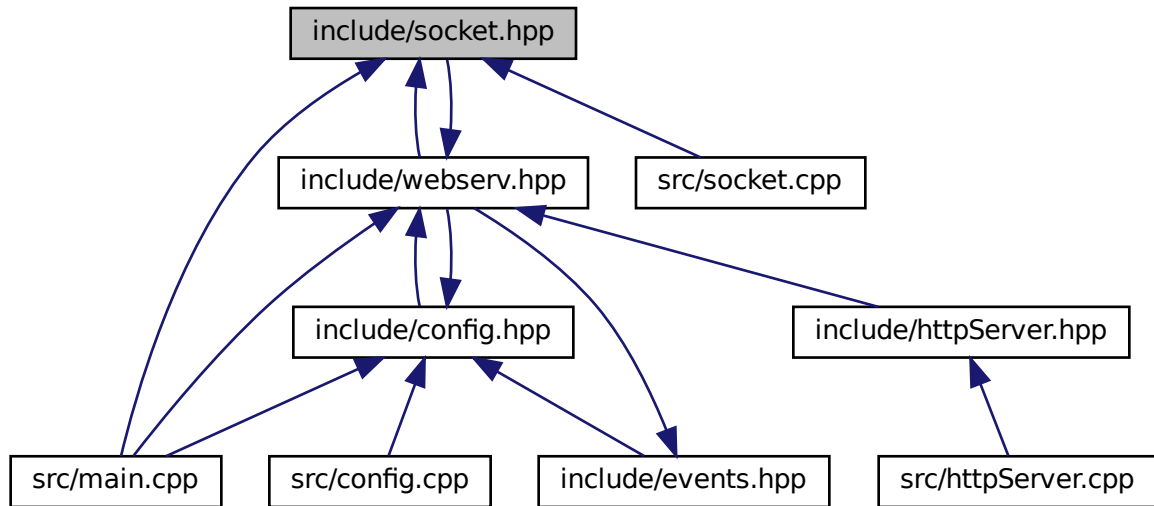 include/socket.hpp
include/webserv.hpp
src/socket.cpp
include/config.hpp
include/httpServer.hpp
src/main.cpp
src/config.cpp
include/events.hpp
src/httpServer.cpp